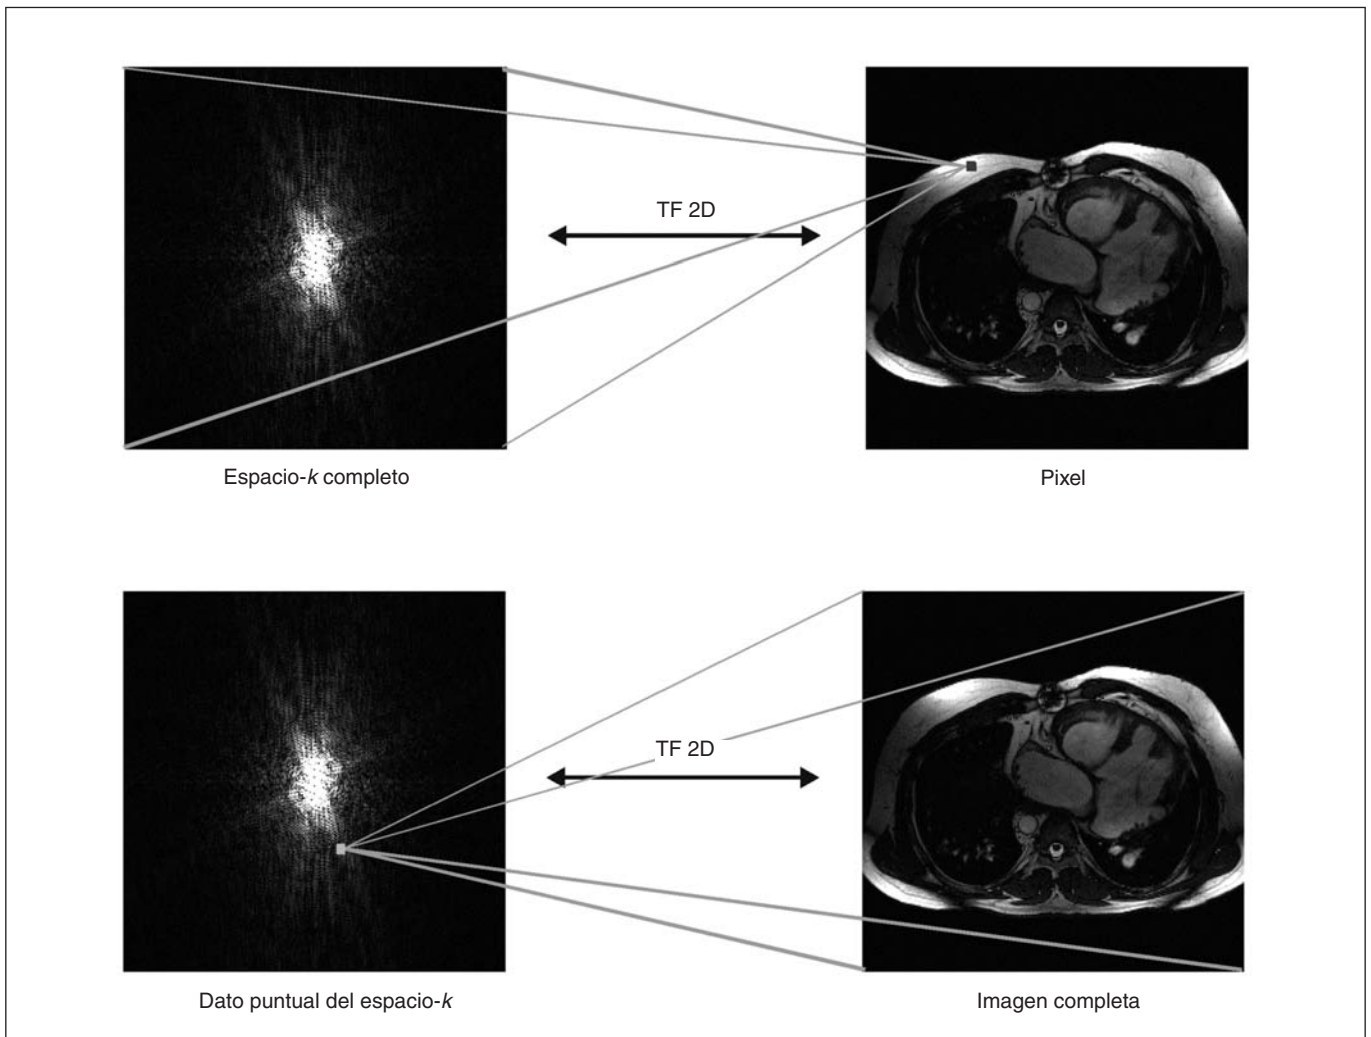 TF 2D
Espacio-k completo
Pixel
TF 2D
Dato puntual del espacio-k
Imagen completa